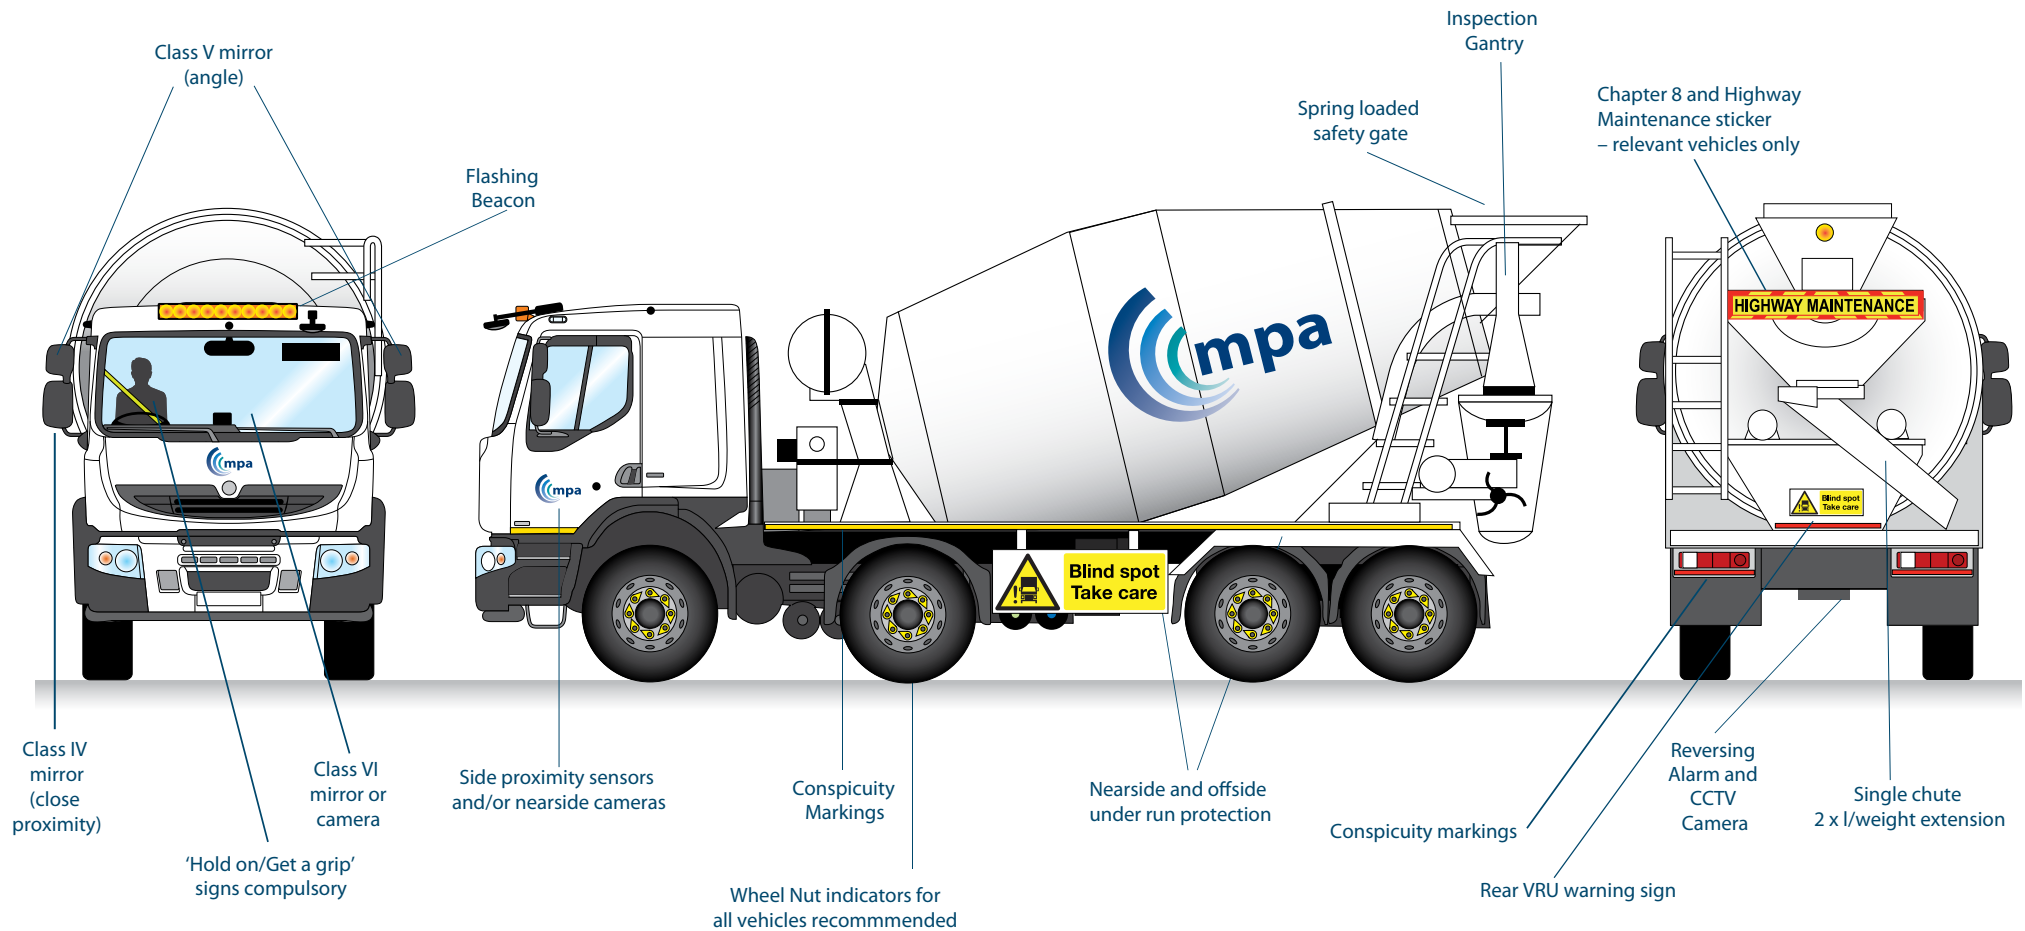 Class V mirror
(angle)
Flashing
Beacon
Inspection
Gantry
Spring loaded
safety gate
Chapter 8 and Highway
Maintenance sticker
– relevant vehicles only
HIGHWAY MAINTENANCE
mpa
mpa
mpa
Blind spot
Take care
Blind spot
Take care
Class IV
mirror
(close
proximity)
'Hold on/Get a grip'
signs compulsory
Class VI
mirror or
camera
Side proximity sensors
and/or nearside cameras
Conspicuity
Markings
Wheel Nut indicators for
all vehicles recommmended
Nearside and offside
under run protection
Conspicuity markings
Rear VRU warning sign
Reversing
Alarm and
CCTV
Camera
Single chute
2 x l/weight extension